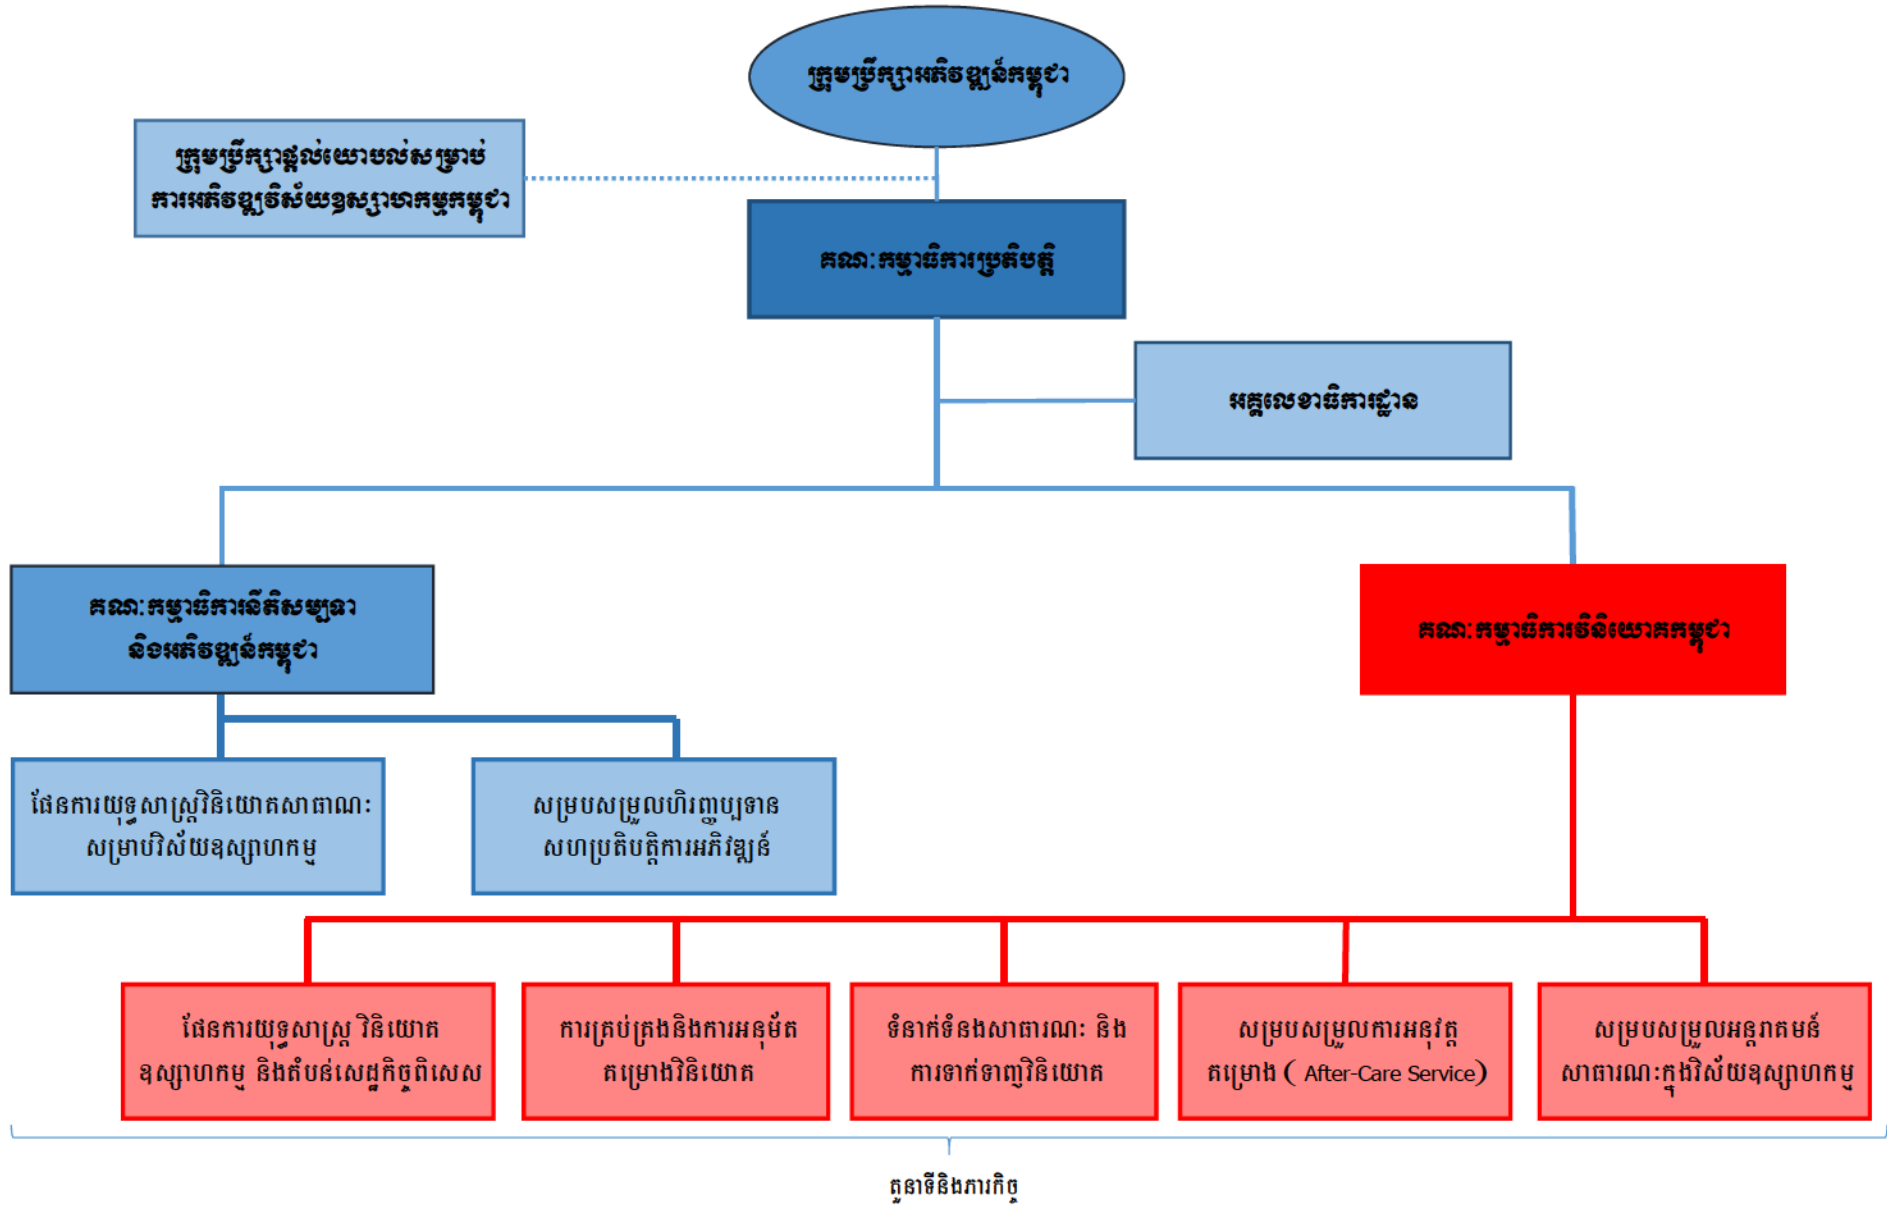 ក្រុមប្រឹក្សាអភិវឌ្ឍន៍កម្ពុជា
ក្រុមប្រឹក្សាផ្តល់យោបល់សម្រាប់
ការអភិវឌ្ឍវិស័យឧស្សាហកម្មកម្ពុជា
គណៈកម្មាធិការប្រតិបត្តិ
អគ្គលេខាធិការដ្ឋាន
គណៈកម្មាធិការនីតិសម្បទា
និងអភិវឌ្ឍន៍កម្ពុជា
គណៈកម្មាធិការវិនិយោគកម្ពុជា
ផែនការយុទ្ធសាស្ត្រវិនិយោគសាធាណៈ
សម្រាប់វិស័យឧស្សាហកម្ម
សម្របសម្រួលហិរញ្ញប្បទាន
សហប្រតិបត្តិការអភិវឌ្ឍន៍
ផែនការយុទ្ធសាស្ត្រ វិនិយោគ
ឧស្សាហកម្ម និងតំបន់សេដ្ឋកិច្ចពិសេស
ការគ្រប់គ្រងនិងការអនុម័ត
គម្រោងវិនិយោគ
ទំនាក់ទំនងសាធារណៈ និង
ការទាក់ទាញវិនិយោគ
សម្របសម្រួលការអនុវត្ត
គម្រោង ( After-Care Service)
សម្របសម្រួលអន្តរាគមន៍
សាធារណៈក្នុងវិស័យឧស្សាហកម្ម
តួនាទីនិងភារកិច្ច